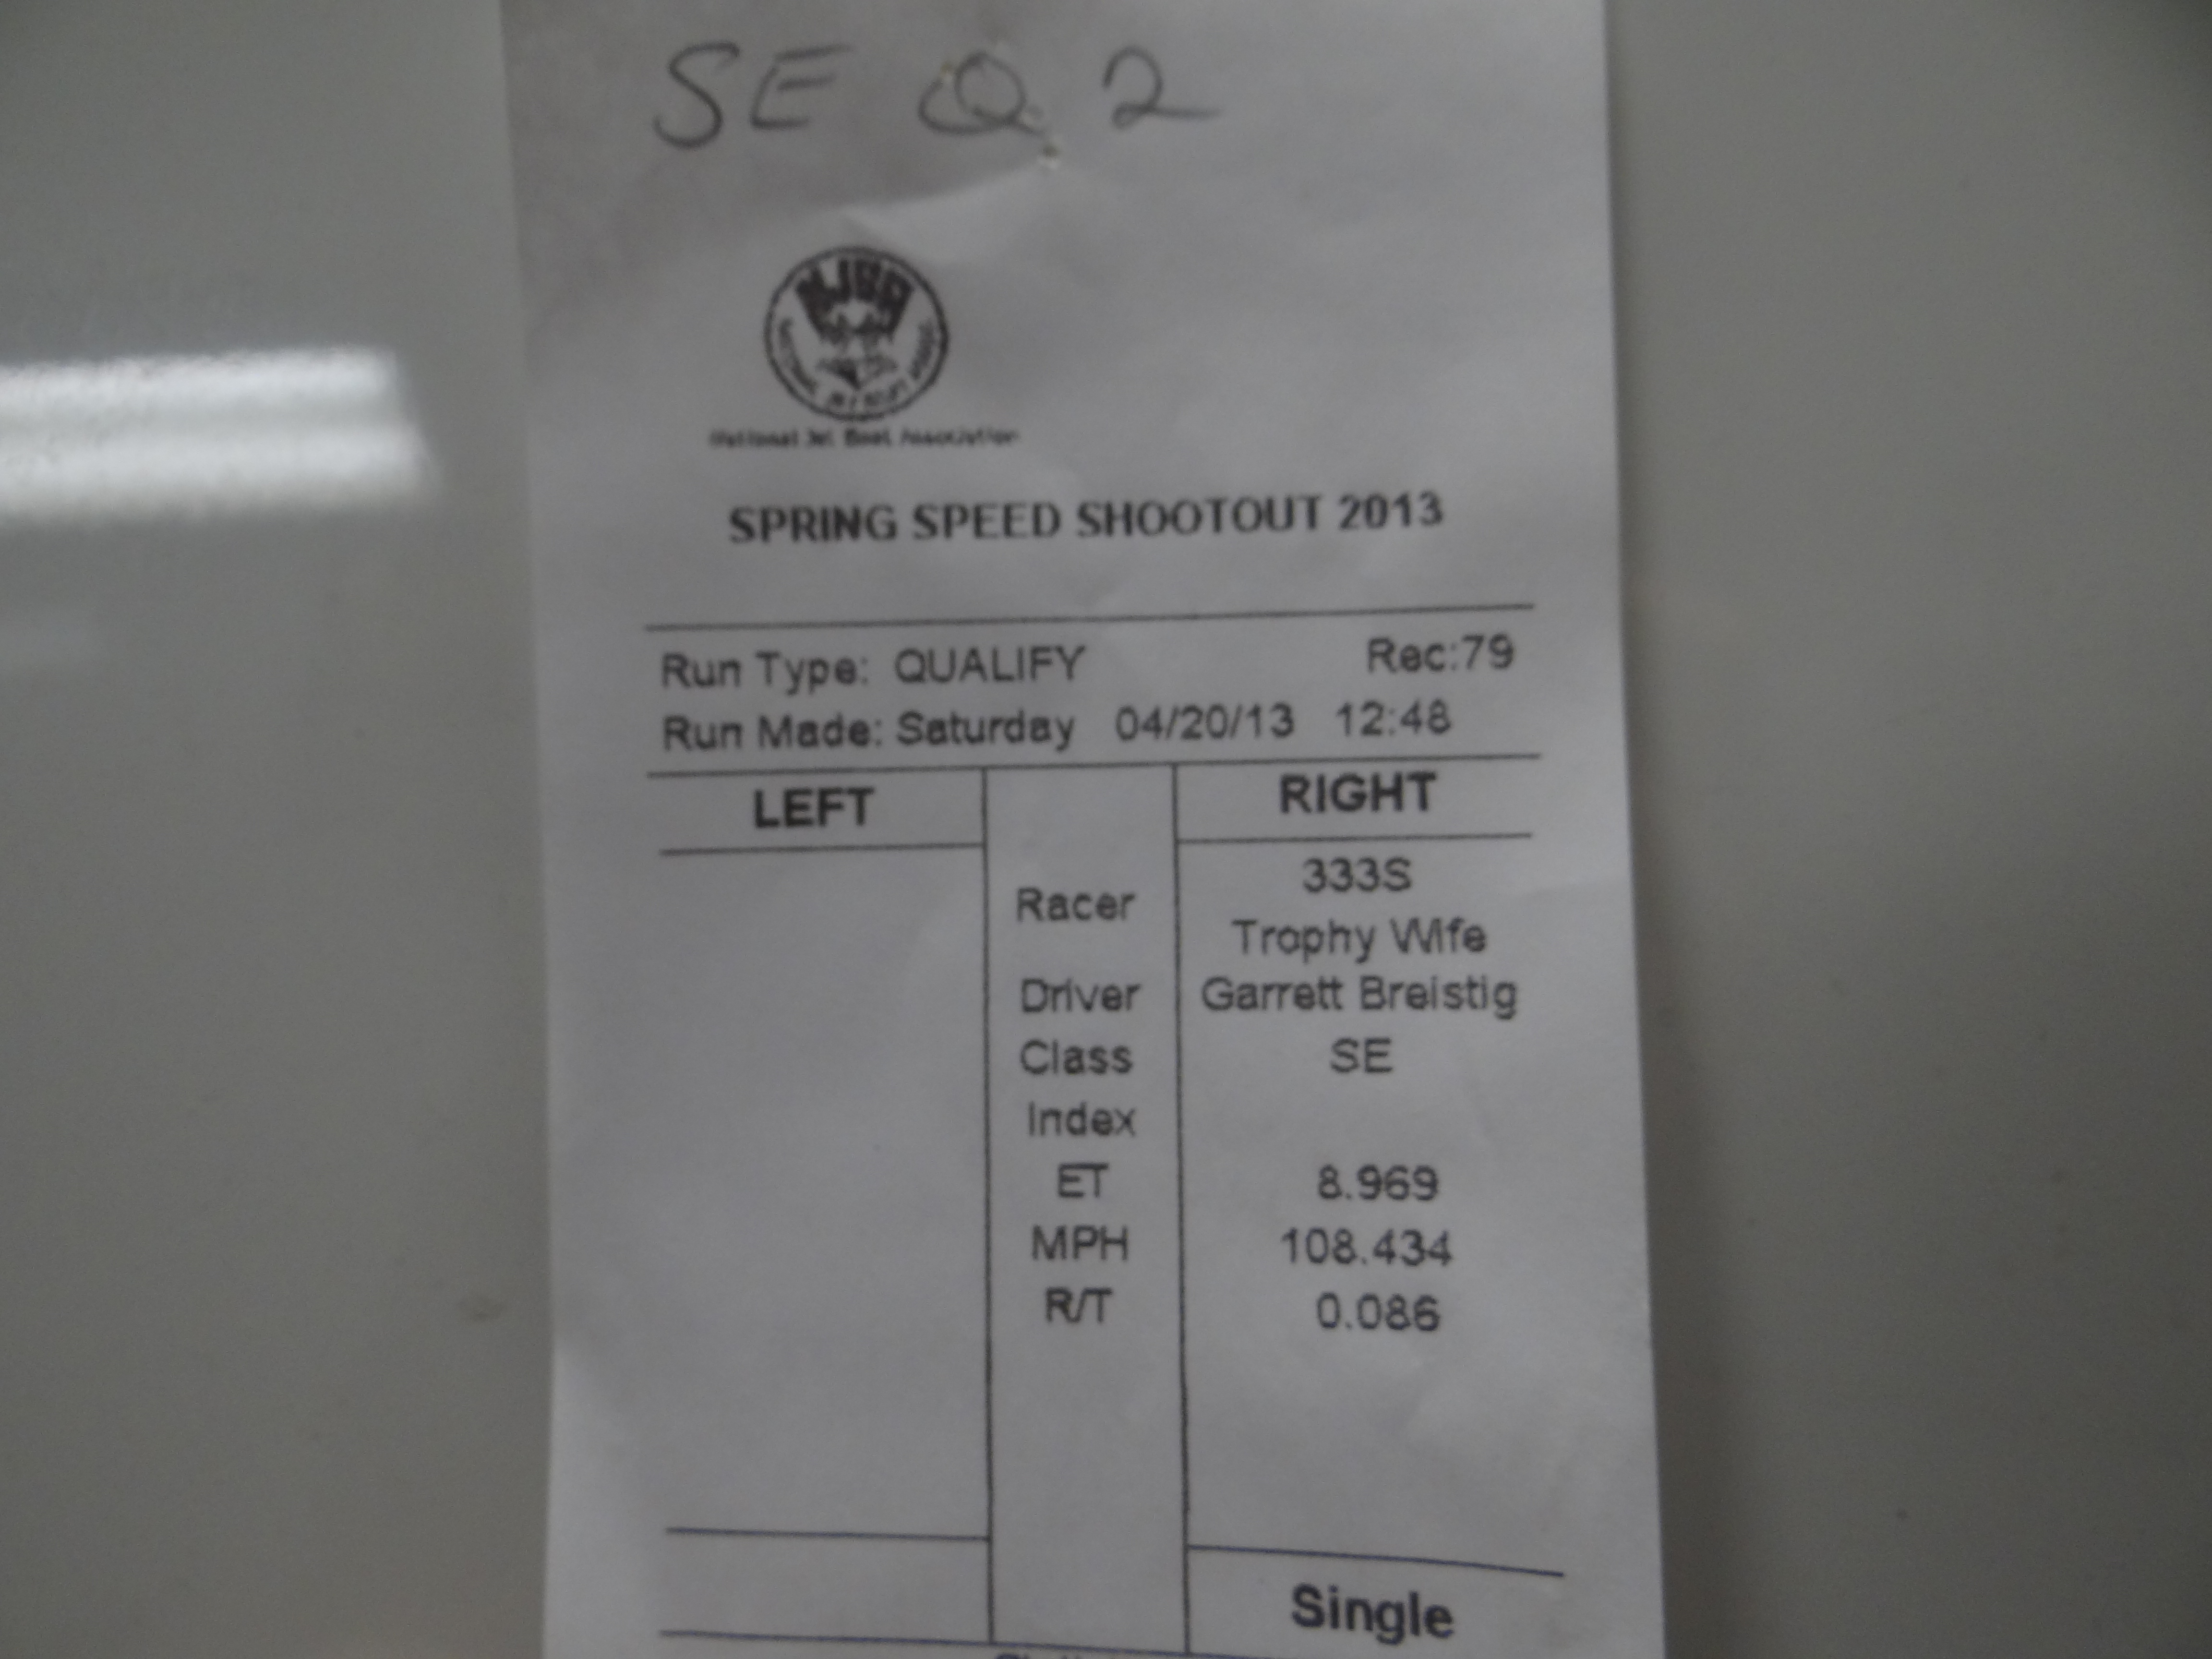 SE Q 2
NJBA
National Jet Boat Association
SPRING SPEED SHOOTOUT 2013
Run Type: QUALIFY Rec:79
Run Made: Saturday 04/20/13 12:48
LEFT RIGHT
333S
Racer
Trophy Wife
Driver Garrett Breistig
Class SE
Index
ET 8.969
MPH 108.434
R/T 0.086
Single